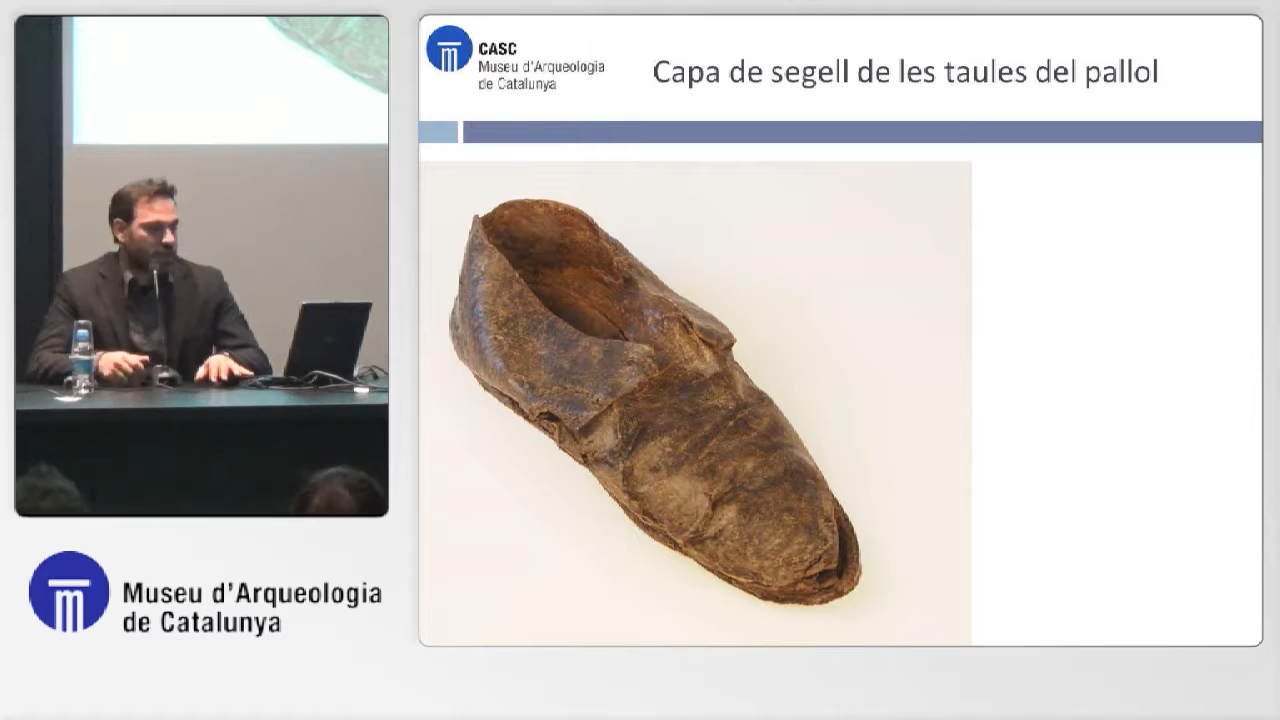 CASC
Museu d'Arqueologia
de Catalunya
Capa de segell de les taules del pallol
Museu d'Arqueologia
de Catalunya